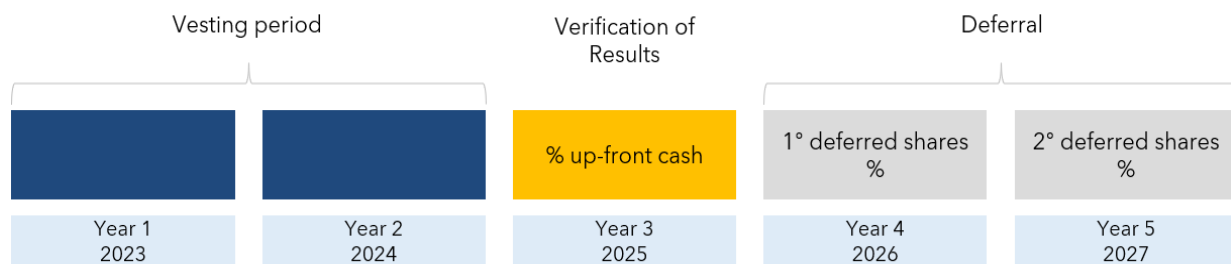 Vesting period
Verification of
Results
Deferral
% up-front cash
1° deferred shares
%
2° deferred shares
%
Year 1
2023
Year 2
2024
Year 3
2025
Year 4
2026
Year 5
2027